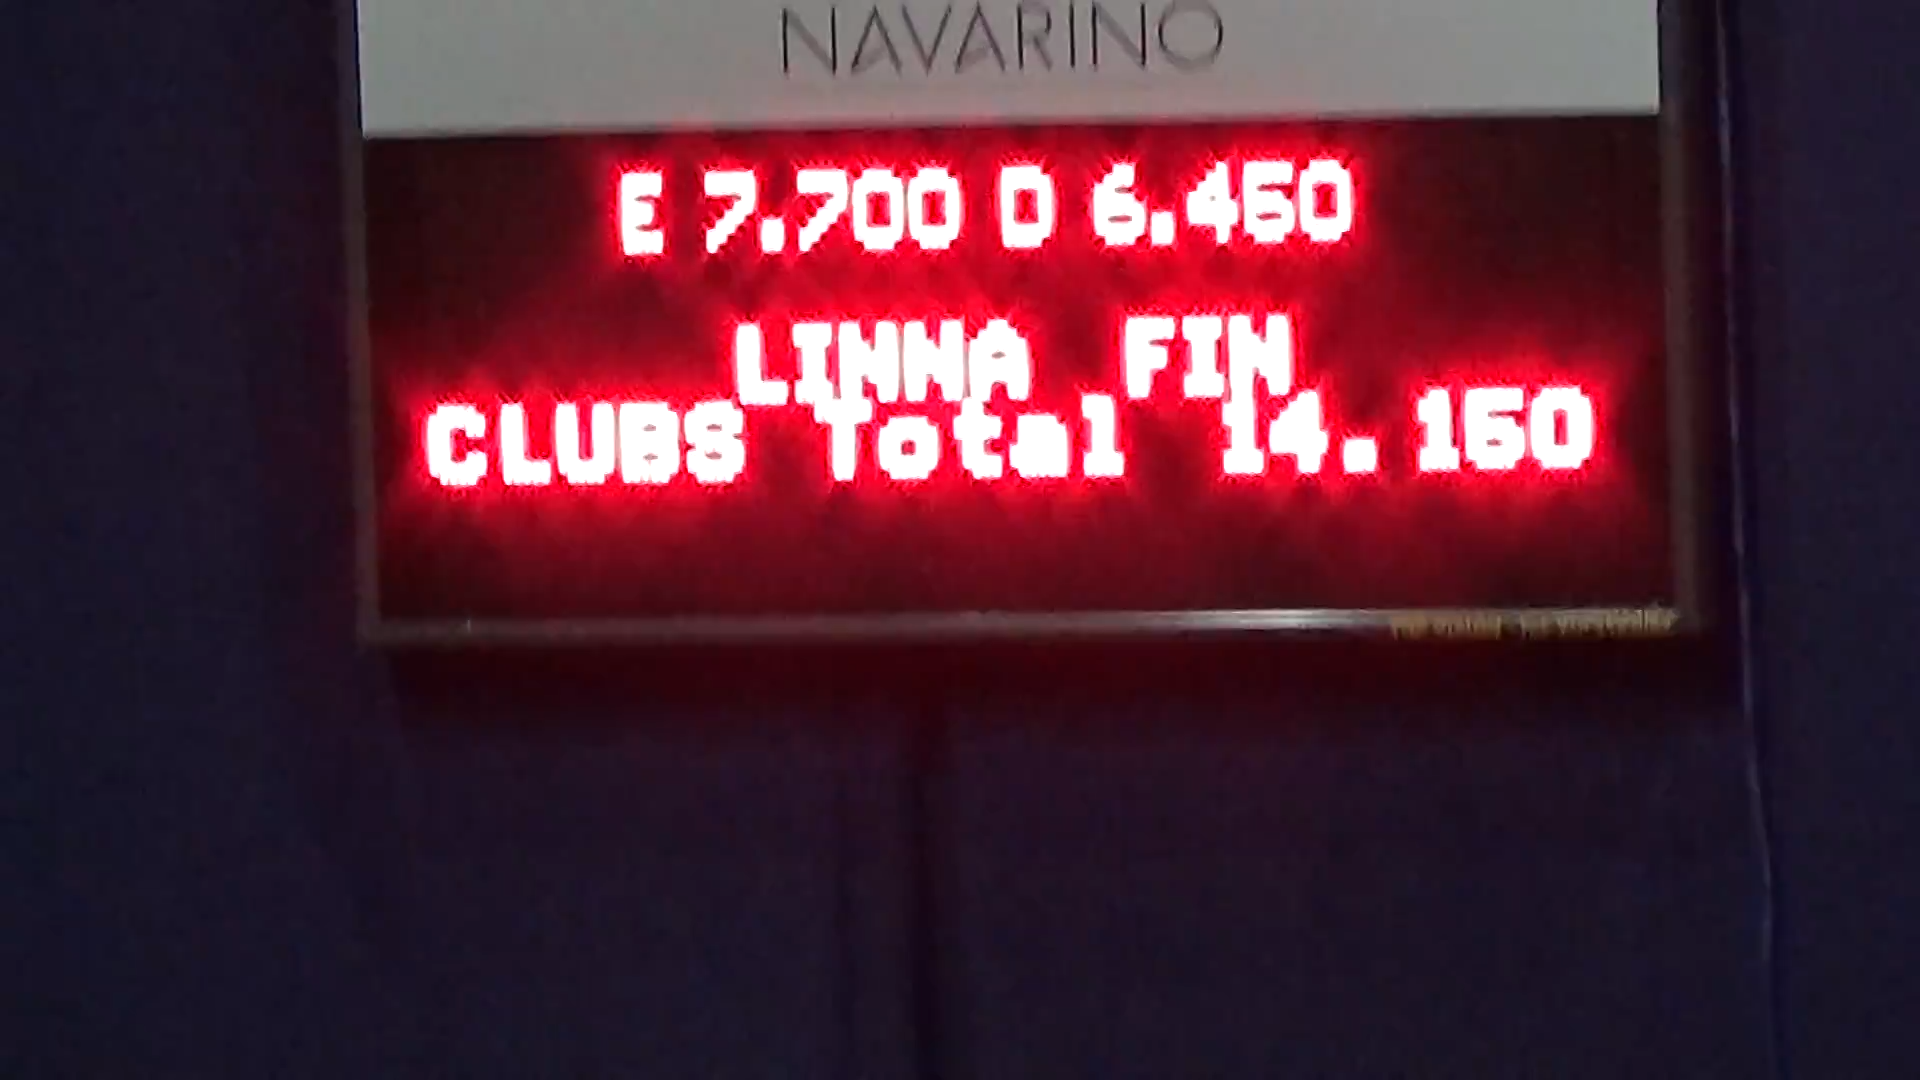 NAVARINO
E 7.700 D 6.450
LINNA FIN
CLUBS Total 14.150